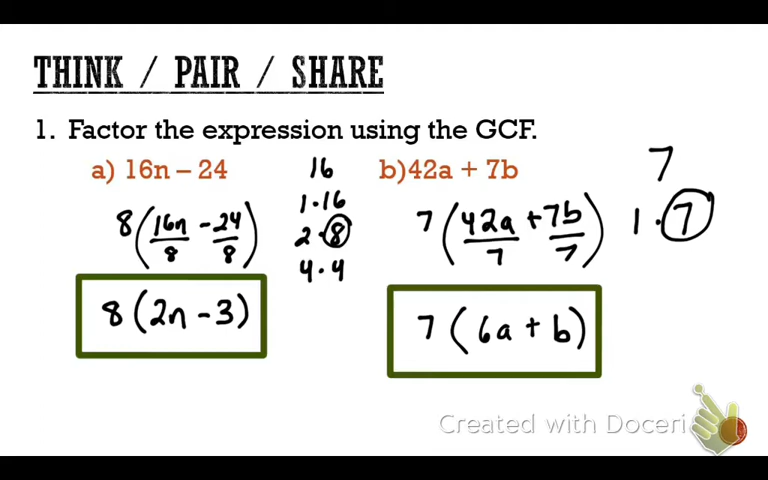 THINK / PAIR / SHARE
1. Factor the expression using the GCF.
a) 16n – 24
8(16n/8 - 24/8)
8(2n - 3)
16
1·16
2·8
4·4
b)42a + 7b
7(42a/7 + 7b/7)
7(6a + b)
7
1·7
Created with Doceri